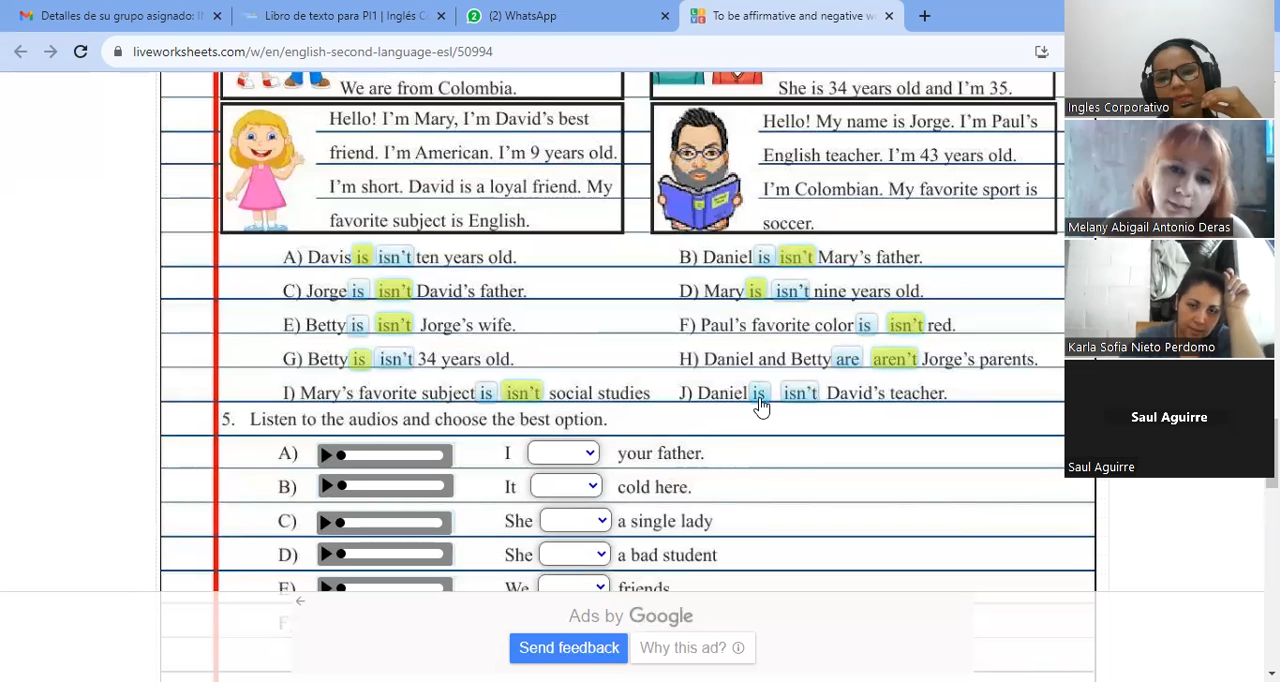 Detalles de su grupo asignado: I
Libro de texto para PI1 | Inglés C
2 (2) WhatsApp
To be affirmative and negative w
liveworksheets.com/w/en/english-second-language-esl/50994
We are from Colombia.
She is 34 years old and I'm 35.
Hello! I'm Mary. I'm David's best
friend. I'm American. I'm 9 years old.
I'm short. David is a loyal friend. My
favorite subject is English.
Hello! My name is Jorge. I'm Paul's
English teacher. I'm 43 years old.
I'm Colombian. My favorite sport is
soccer.
A) Davis is isn't ten years old.
B) Daniel is isn't Mary's father.
C) Jorge is isn't David's father.
D) Mary is isn't nine years old.
E) Betty is isn't Jorge's wife.
F) Paul's favorite color is isn't red.
G) Betty is isn't 34 years old.
H) Daniel and Betty are aren't Jorge's parents.
I) Mary's favorite subject is isn't social studies
J) Daniel is isn't David's teacher.
5. Listen to the audios and choose the best option.
A) I your father.
B) It cold here.
C) She a single lady
D) She a bad student
E) We friends
F
Ads by Google
Send feedback
Why this ad?
Ingles Corporativo
Melany Abigail Antonio Deras
Karla Sofia Nieto Perdomo
Saul Aguirre
Saul Aguirre